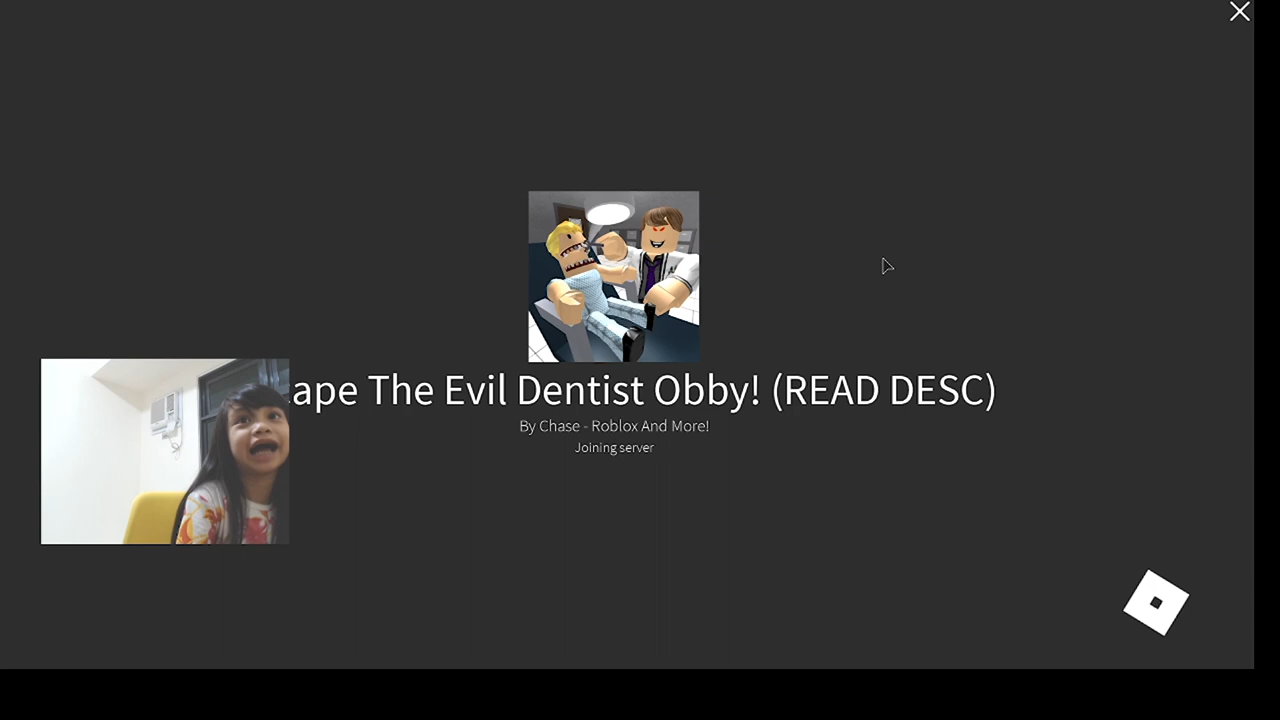 ape The Evil Dentist Obby! (READ DESC)
By Chase - Roblox And More!
Joining server